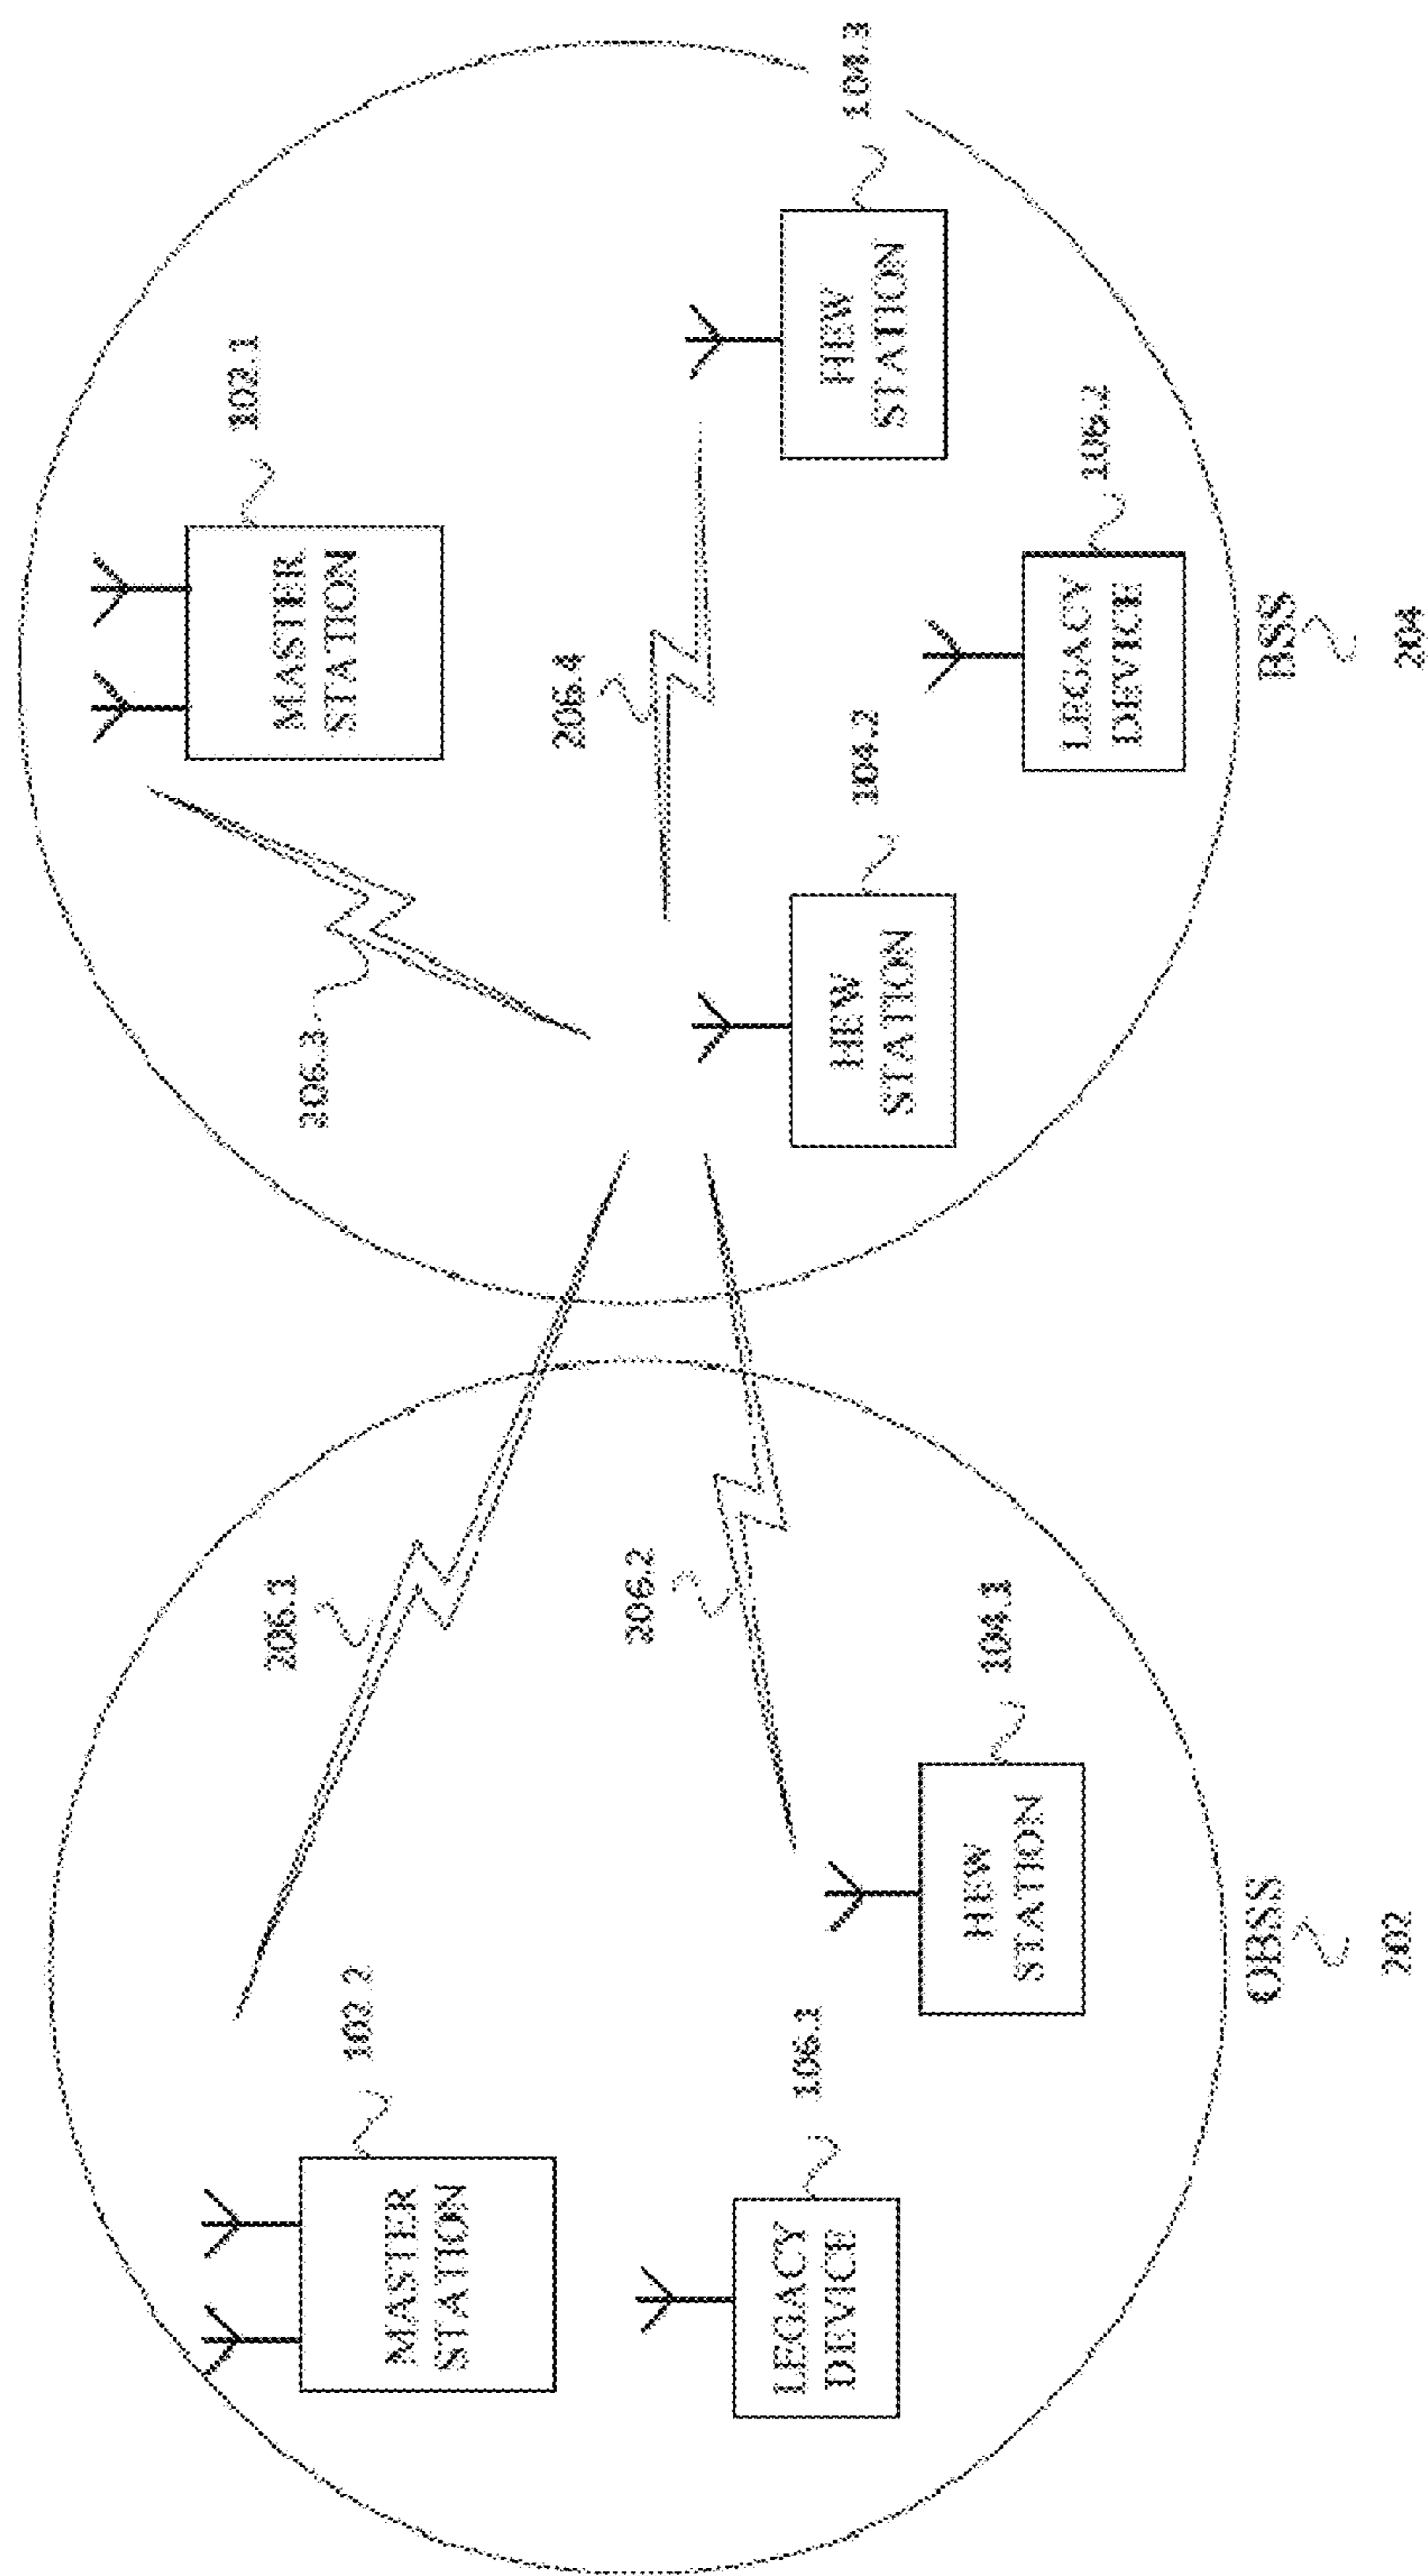 102.2
MASTER
STATION
106.1
LEGACY
DEVICE
104.1
HEW
STATION
OBSS
202
206.1
206.2
102.1
MASTER
STATION
206.3
206.4
104.2
HEW
STATION
104.3
HEW
STATION
106.2
LEGACY
DEVICE
BSS
204